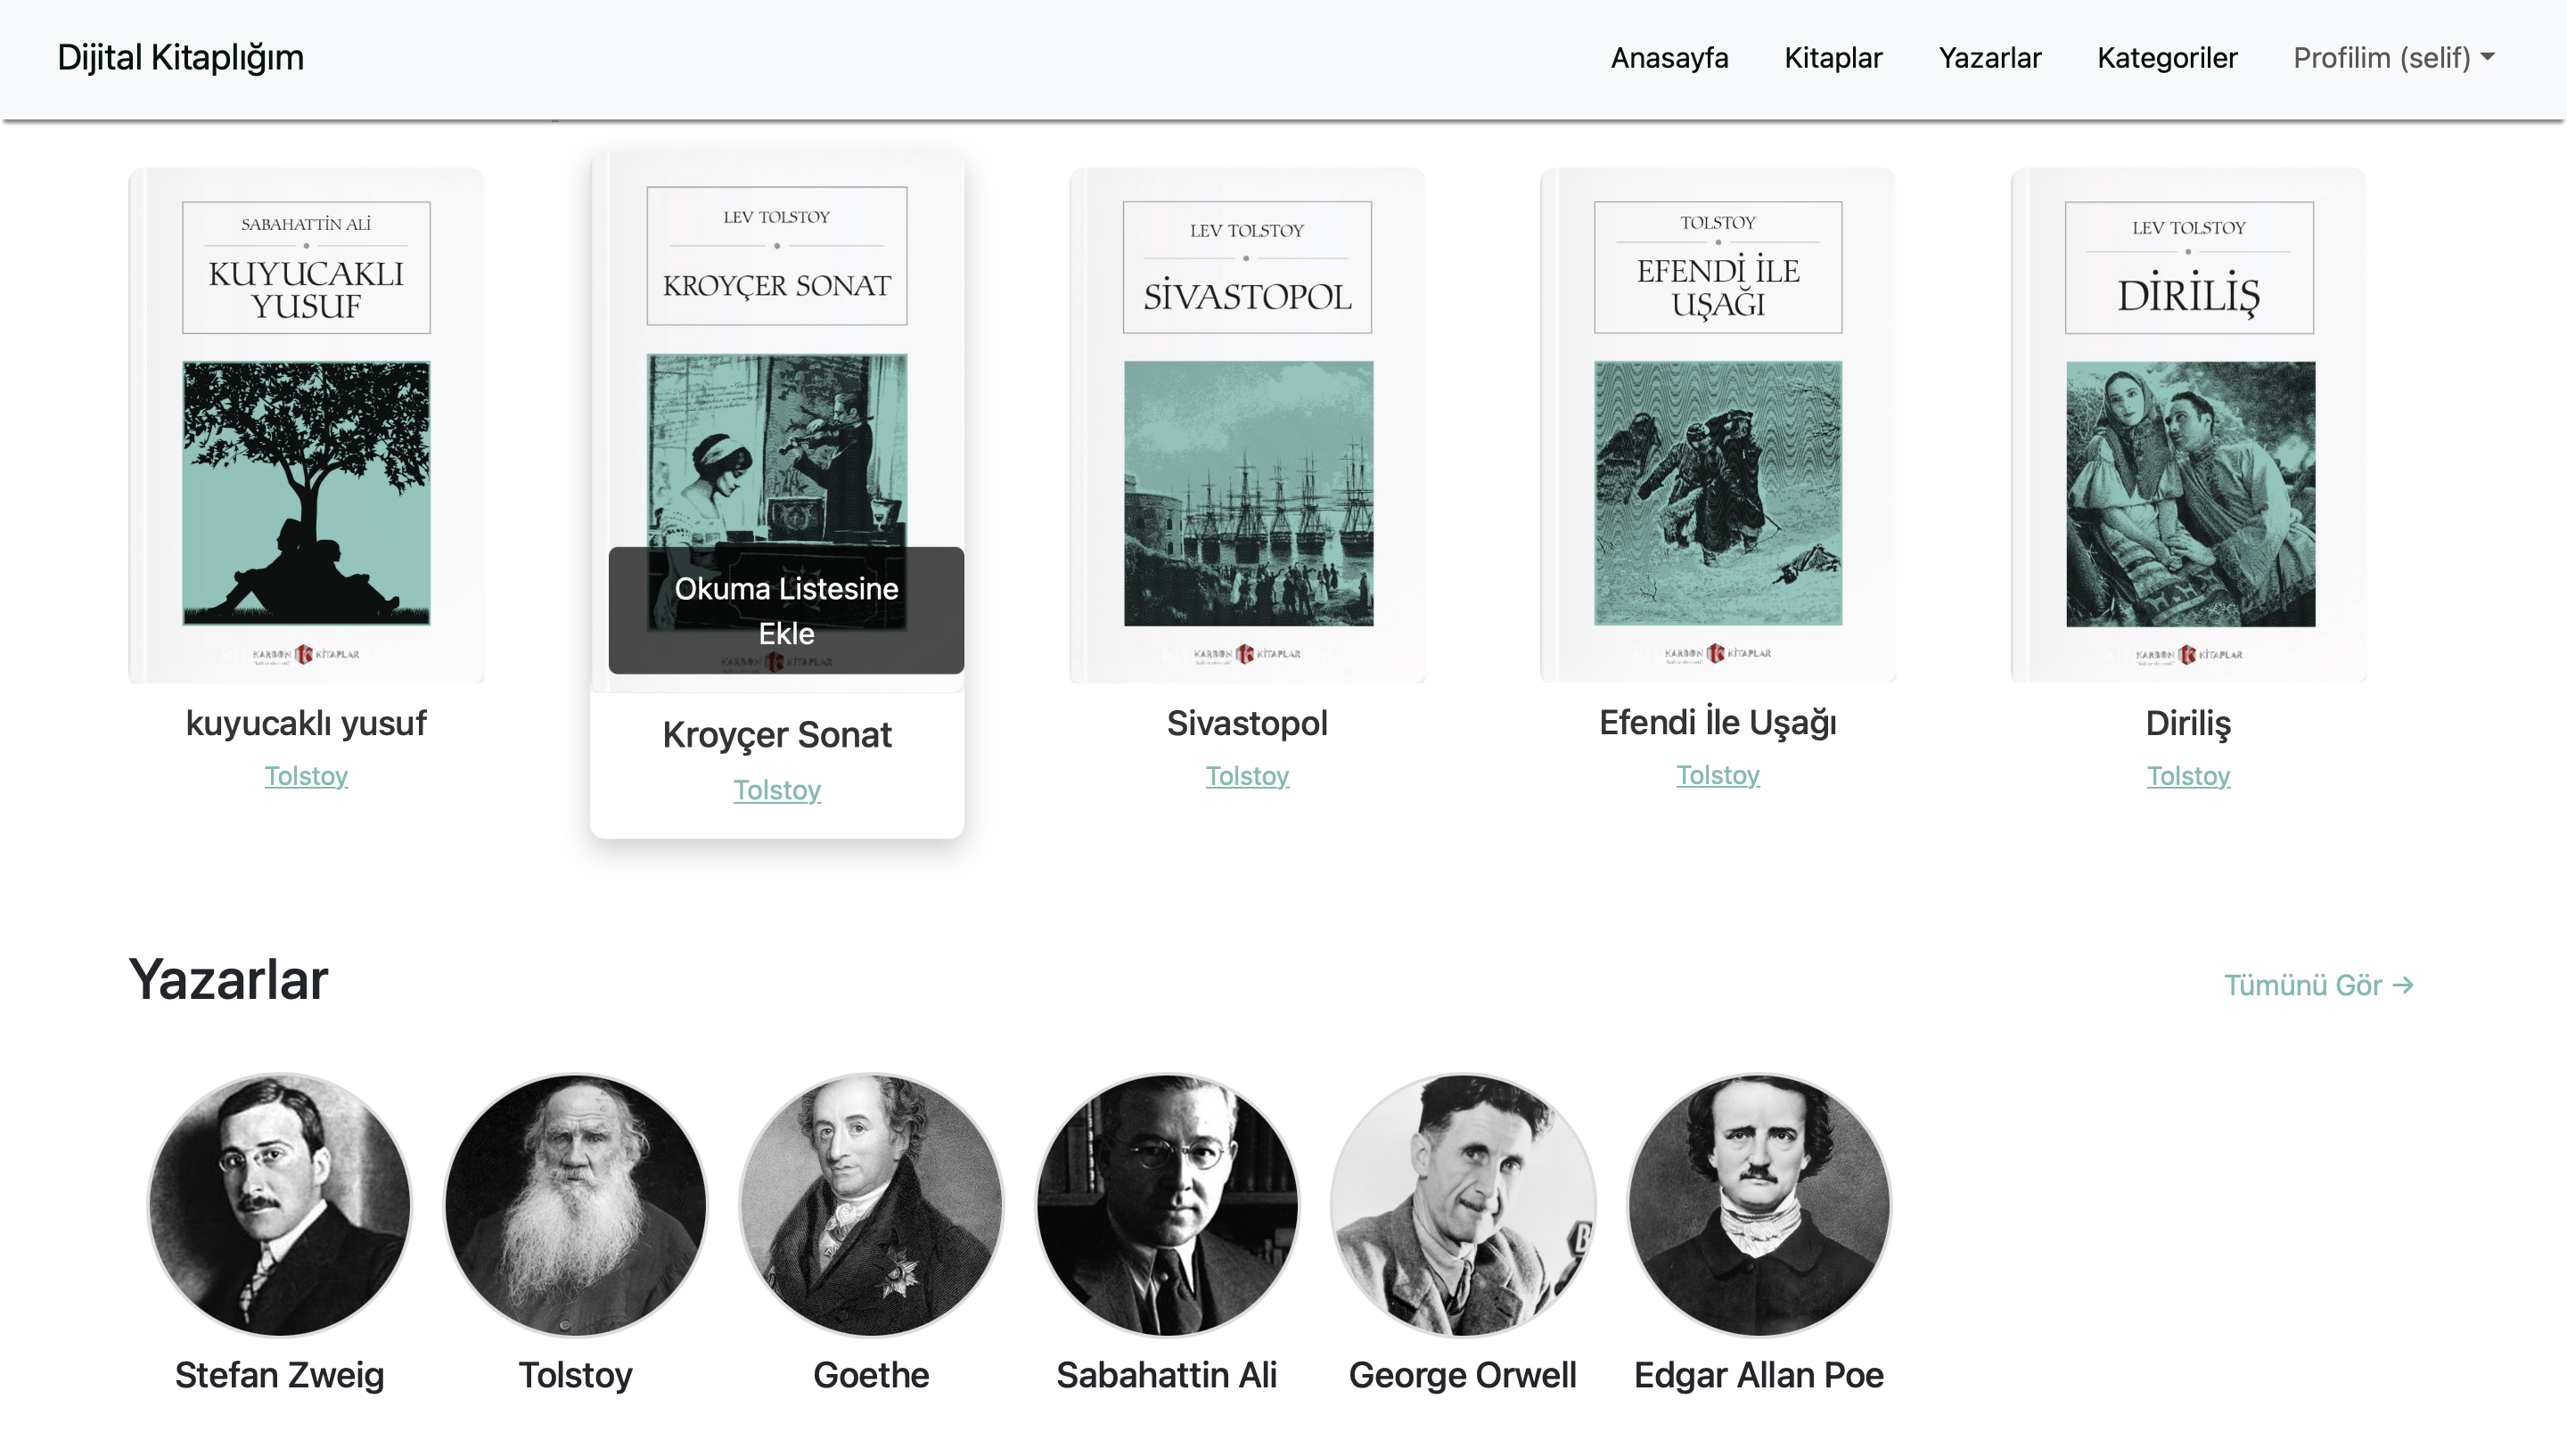 Dijital Kitaplığım
Anasayfa Kitaplar Yazarlar Kategoriler Profilim (selif)
SABAHATTİN ALİ
KUYUCAKLI
YUSUF
KARBON KİTAPLAR
kuyucaklı yusuf
Tolstoy
LEV TOLSTOY
KROYÇER SONAT
Okuma Listesine
Ekle
KARBON KİTAPLAR
Kroyçer Sonat
Tolstoy
LEV TOLSTOY
SİVASTOPOL
KARBON KİTAPLAR
Sivastopol
Tolstoy
TOLSTOY
EFENDİ İLE
UŞAĞI
KARBON KİTAPLAR
Efendi İle Uşağı
Tolstoy
LEV TOLSTOY
DİRİLİŞ
KARBON KİTAPLAR
Diriliş
Tolstoy
Yazarlar
Tümünü Gör →
Stefan Zweig
Tolstoy
Goethe
Sabahattin Ali
George Orwell
Edgar Allan Poe